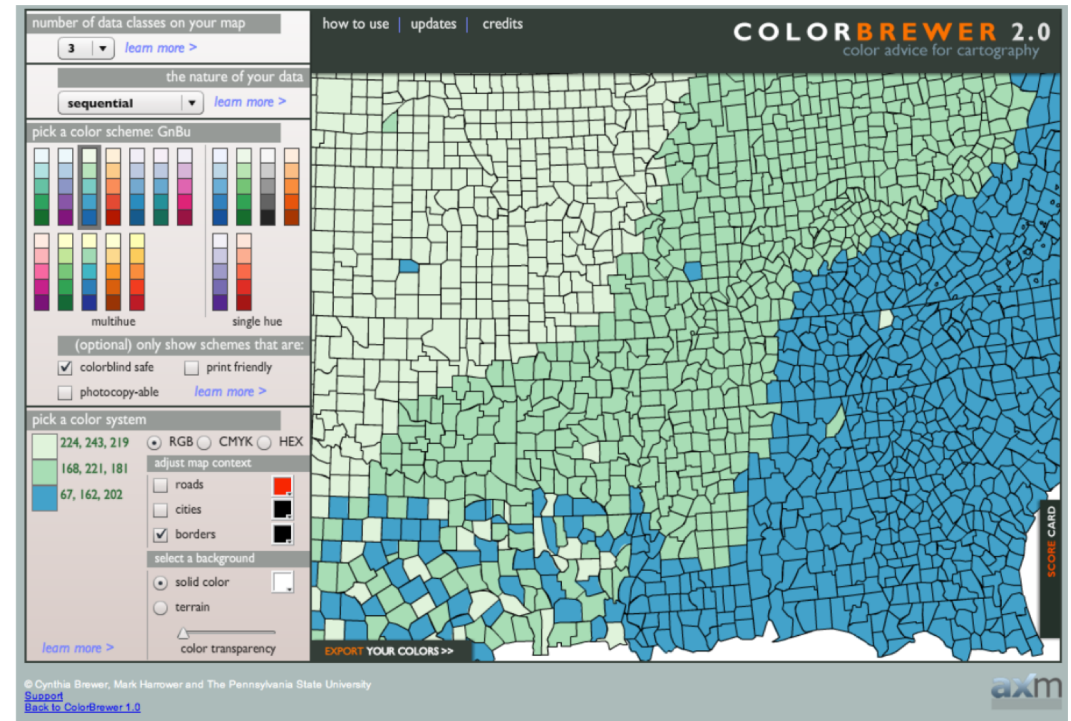 number of data classes on your map
3 learn more >
how to use | updates | credits
COLORBREWER 2.0
color advice for cartography
the nature of your data
sequential learn more >
pick a color scheme: GnBu
multihue single hue
(optional) only show schemes that are:
colorblind safe print friendly
photocopy-able learn more >
pick a color system
224, 243, 219 RGB CMYK HEX
168, 221, 181
67, 162, 202
adjust map context
roads
cities
borders
select a background
solid color
terrain
learn more > color transparency
EXPORT YOUR COLORS >>
SCORE CARD
© Cynthia Brewer, Mark Harrower and The Pennsylvania State University
Support
Back to ColorBrewer 1.0
axm